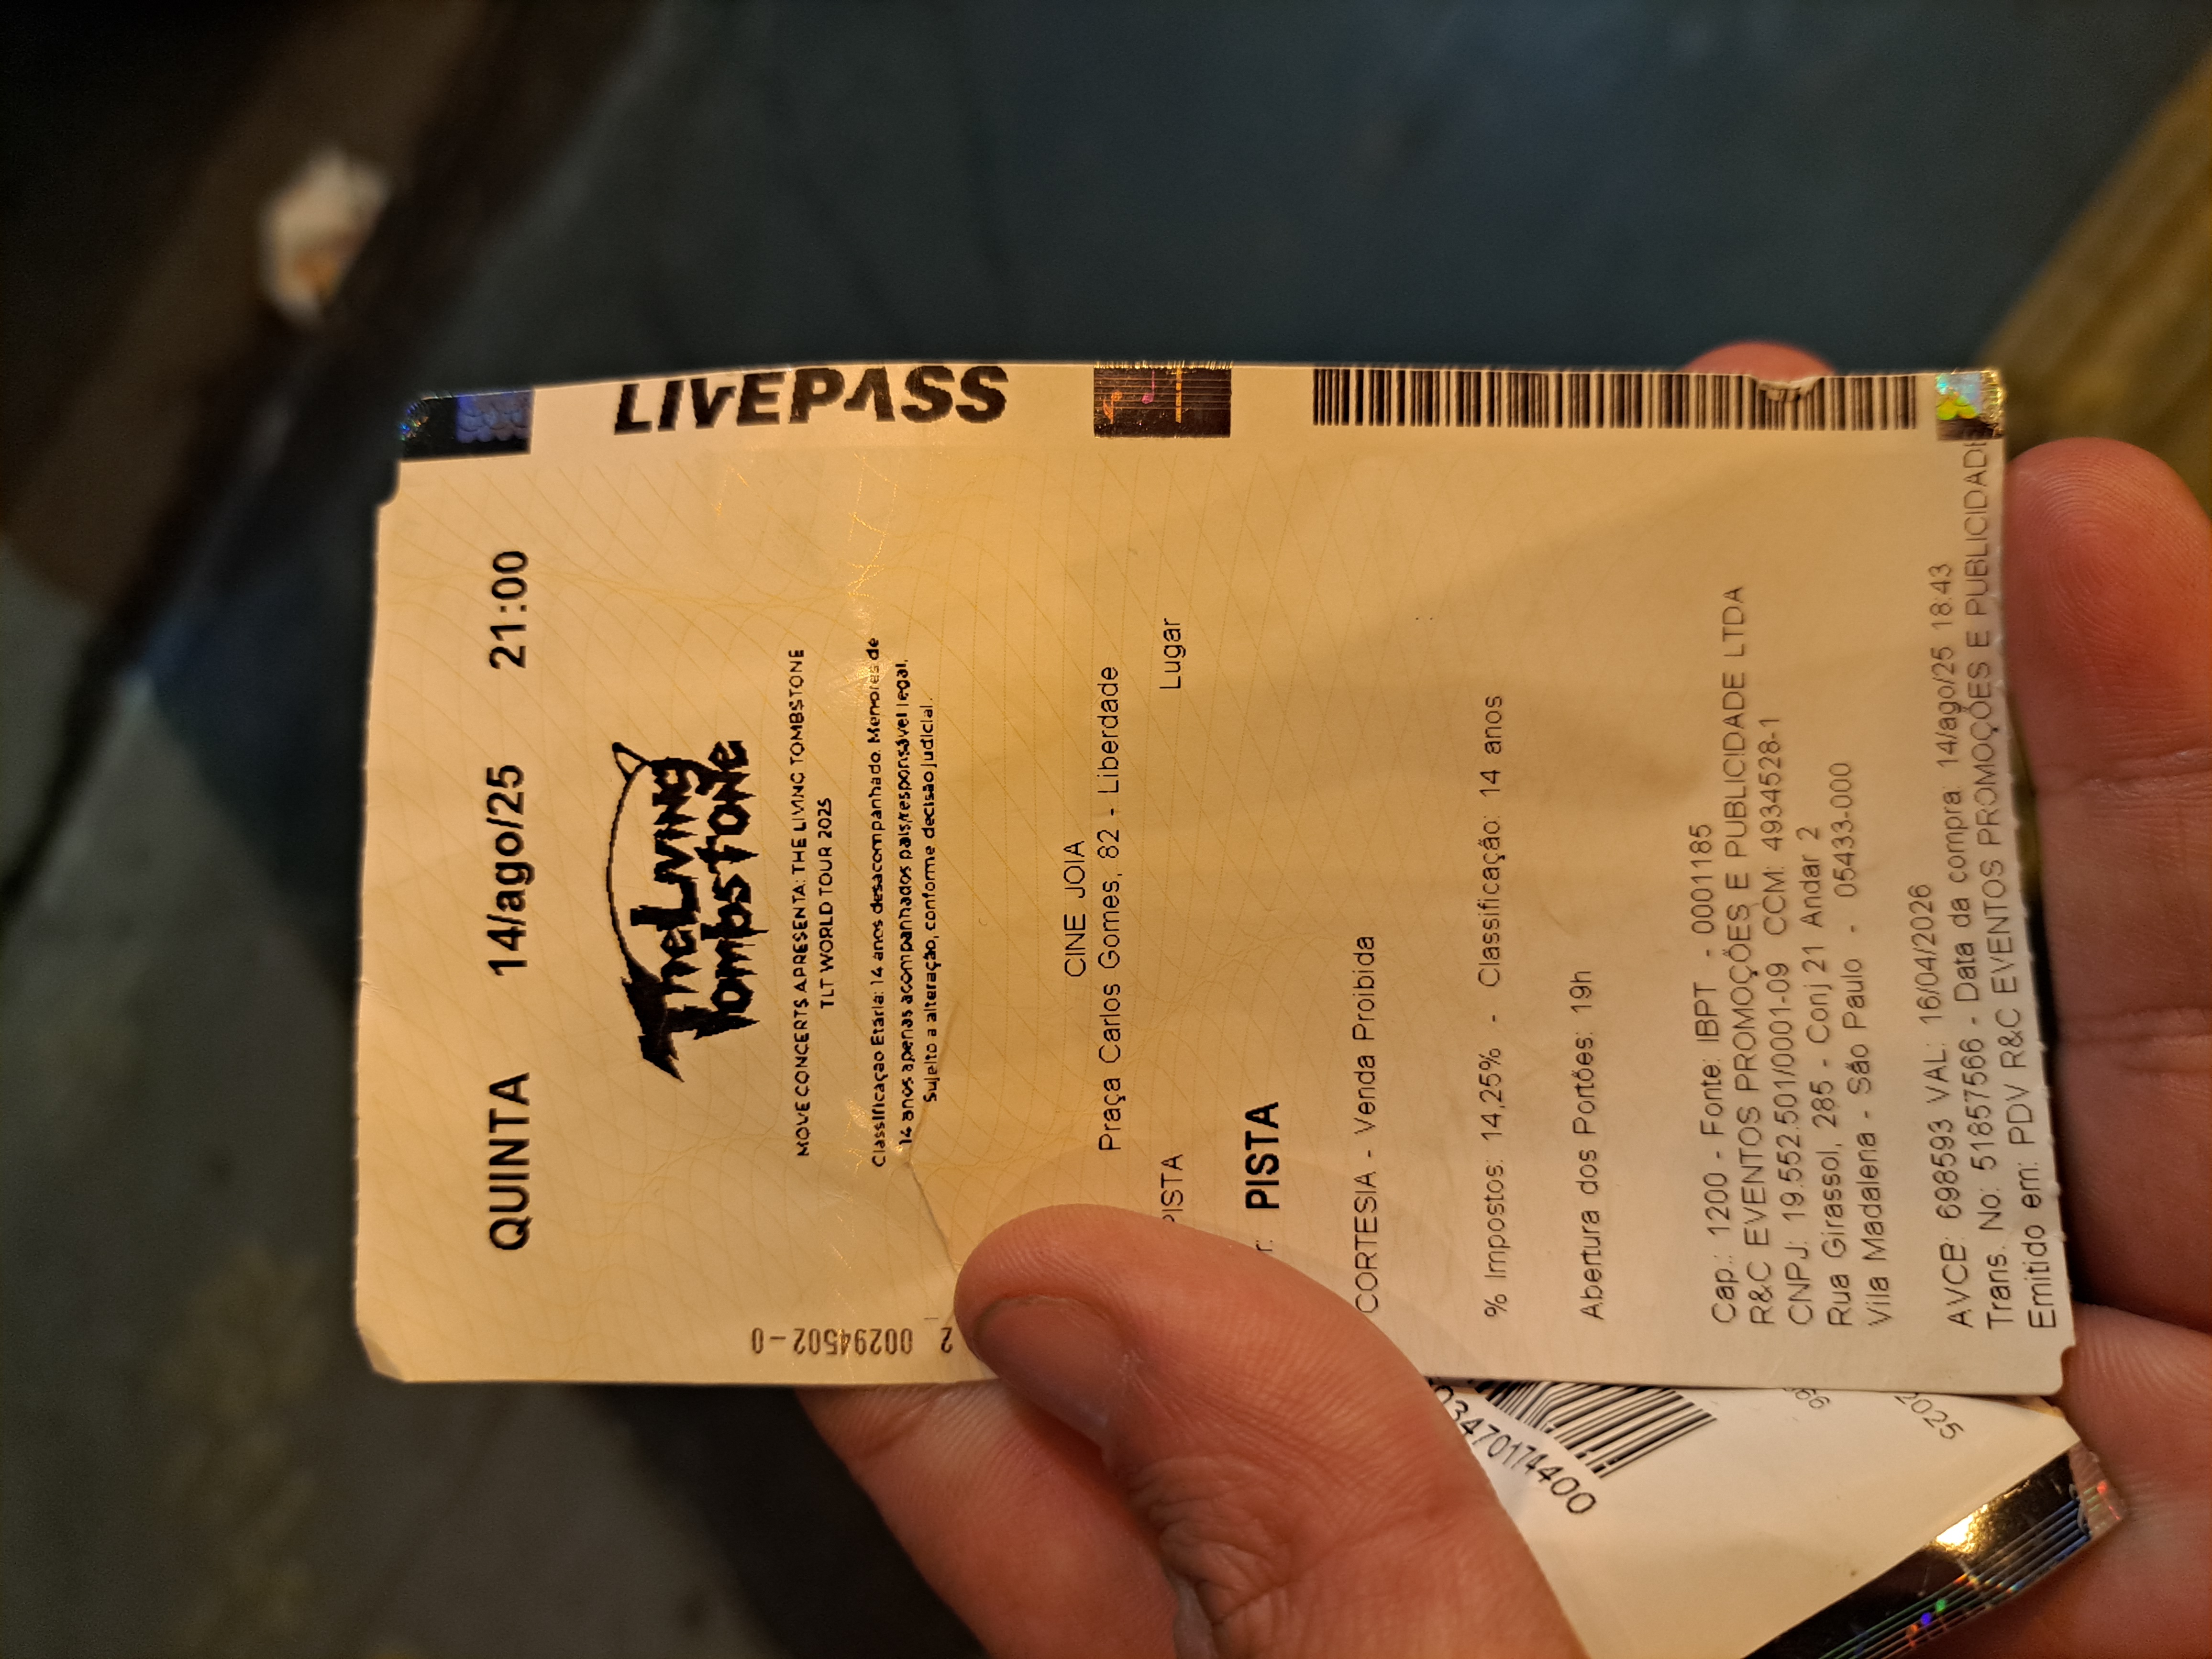 LIVEPASS
QUINTA 14/ago/25 21:00
The Living
Tombstone
MOVE CONCERTS APRESENTA: THE LIVING TOMBSTONE
TLT WORLD TOUR 2025
Classificação Etária: 14 anos desacompanhado. Menores de
14 anos apenas acompanhados pais/responsável legal.
Sujeito a alteração, conforme decisão judicial.
CINE JOIA
Praça Carlos Gomes, 82 - Liberdade
PISTA Lugar
r: PISTA
CORTESIA - Venda Proibida
% Impostos: 14,25% - Classificação: 14 anos
Abertura dos Portões: 19h
Cap.: 1200 - Fonte: IBPT - 0001185
R&C EVENTOS PROMOÇÕES E PUBLICIDADE LTDA
CNPJ: 19.552.501/0001-09 CCM: 4934528-1
Rua Girassol, 285 - Conj 21 Andar 2
Vila Madalena - São Paulo - 05433-000
AVCB: 698593 VAL: 16/04/2026
Trans. No: 51857566 - Data da compra: 14/ago/25 18:43
Emitido em: PDV R&C EVENTOS PROMOÇÕES E PUBLICIDADE
2 00294502-0
03470174400
2025